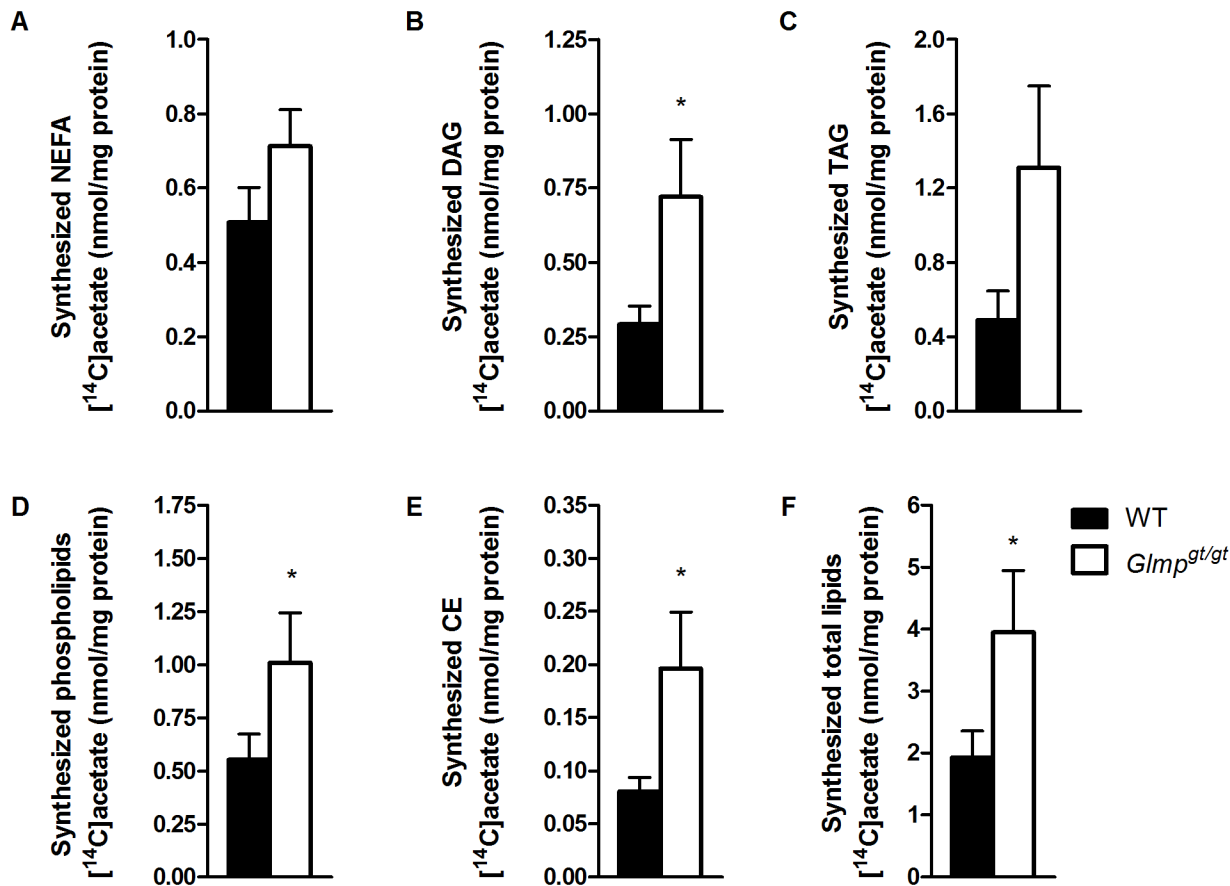 A
Synthesized NEFA
[¹⁴C]acetate (nmol/mg protein)
1.0
0.8
0.6
0.4
0.2
0.0
B
Synthesized DAG
[¹⁴C]acetate (nmol/mg protein)
1.25
1.00
0.75
0.50
0.25
0.00
*
C
Synthesized TAG
[¹⁴C]acetate (nmol/mg protein)
2.0
1.6
1.2
0.8
0.4
0.0
D
Synthesized phospholipids
[¹⁴C]acetate (nmol/mg protein)
1.75
1.50
1.25
1.00
0.75
0.50
0.25
0.00
*
E
Synthesized CE
[¹⁴C]acetate (nmol/mg protein)
0.35
0.30
0.25
0.20
0.15
0.10
0.05
0.00
*
F
Synthesized total lipids
[¹⁴C]acetate (nmol/mg protein)
6
5
4
3
2
1
0
*
WT
Glmp^gt/gt